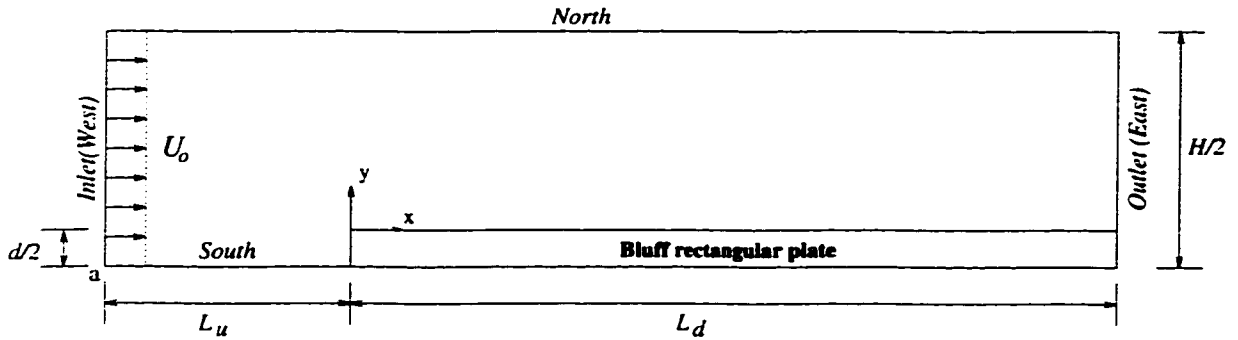 North
Inlet(West)
U_o
Outlet (East)
H/2
y
x
d/2
South
Bluff rectangular plate
a
L_u
L_d